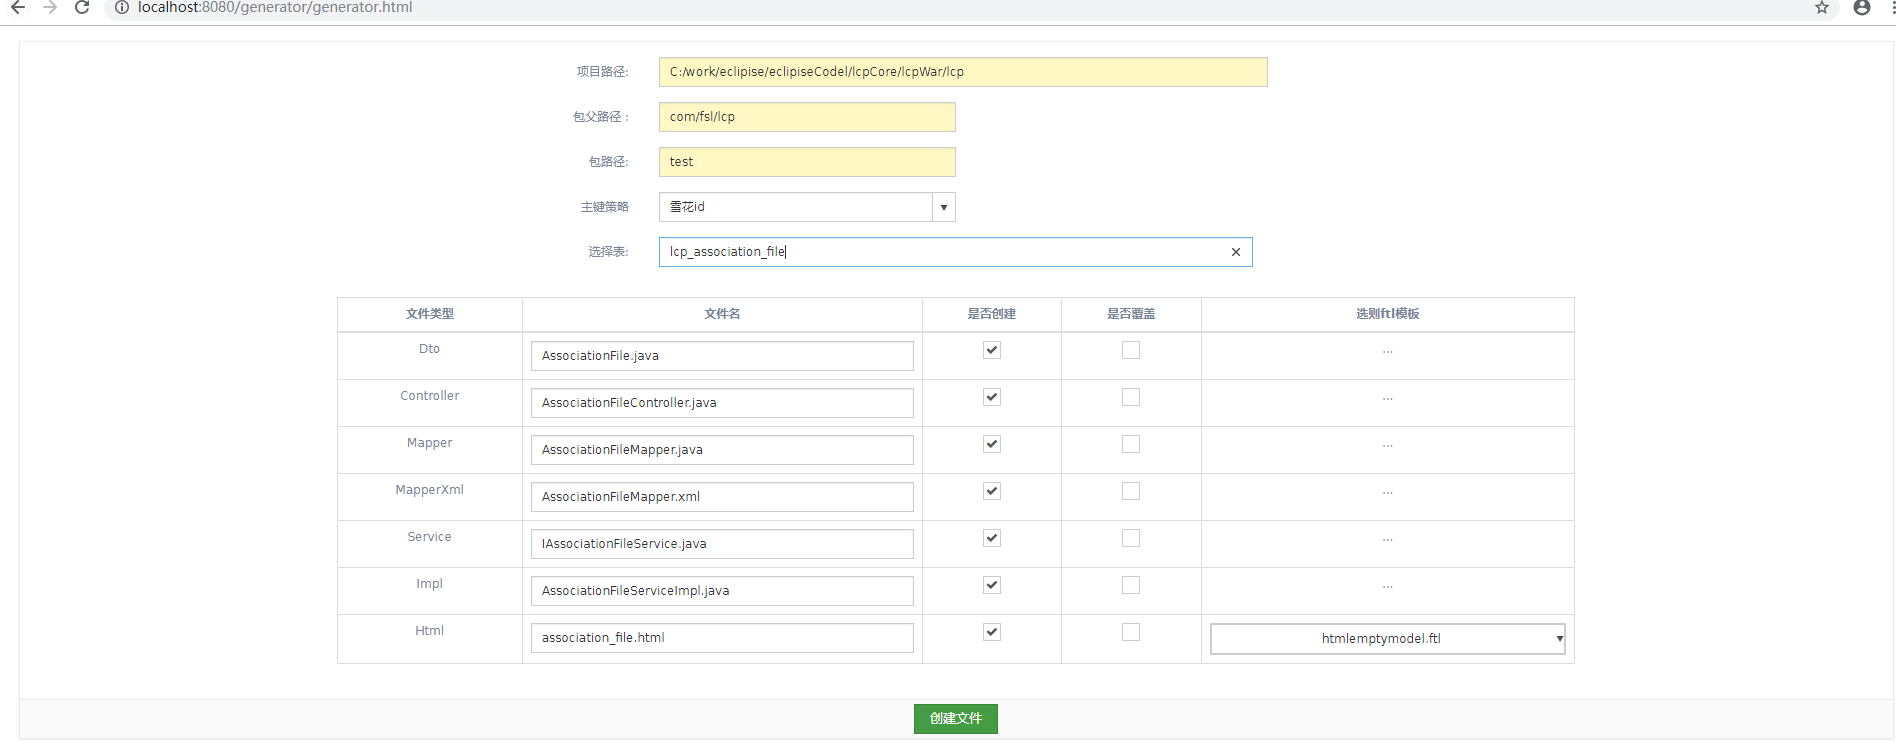 localhost:8080/generator/generator.html
项目路径: C:/work/eclipise/eclipiseCodel/lcpCore/lcpWar/lcp
包父路径 : com/fsl/lcp
包路径: test
主键策略 雪花id
选择表: lcp_association_file
文件类型 文件名 是否创建 是否覆盖 选则ftl模板
Dto AssociationFile.java ...
Controller AssociationFileController.java ...
Mapper AssociationFileMapper.java ...
MapperXml AssociationFileMapper.xml ...
Service IAssociationFileService.java ...
Impl AssociationFileServiceImpl.java ...
Html association_file.html htmlemptymodel.ftl
创建文件